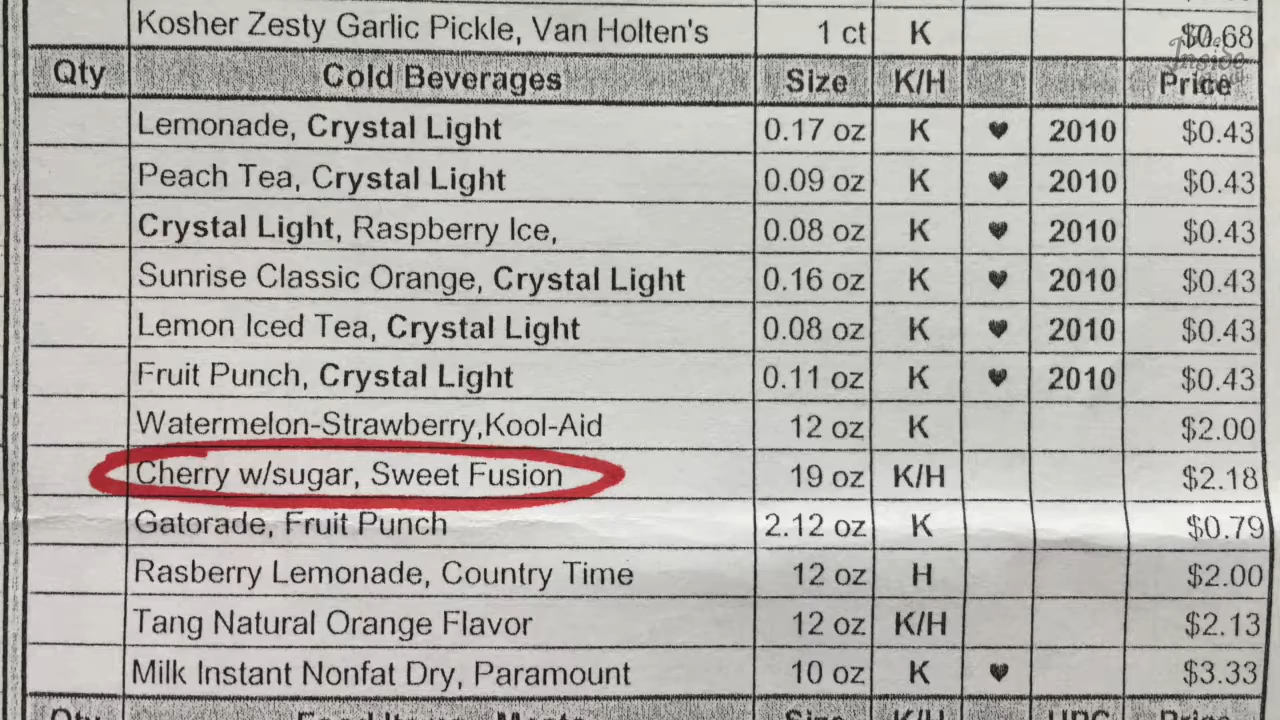 Kosher Zesty Garlic Pickle, Van Holten's 1 ct K $0.68
Qty Cold Beverages Size K/H Price
Lemonade, Crystal Light 0.17 oz K ♥ 2010 $0.43
Peach Tea, Crystal Light 0.09 oz K ♥ 2010 $0.43
Crystal Light, Raspberry Ice, 0.08 oz K ♥ 2010 $0.43
Sunrise Classic Orange, Crystal Light 0.16 oz K ♥ 2010 $0.43
Lemon Iced Tea, Crystal Light 0.08 oz K ♥ 2010 $0.43
Fruit Punch, Crystal Light 0.11 oz K ♥ 2010 $0.43
Watermelon-Strawberry,Kool-Aid 12 oz K $2.00
Cherry w/sugar, Sweet Fusion 19 oz K/H $2.18
Gatorade, Fruit Punch 2.12 oz K $0.79
Rasberry Lemonade, Country Time 12 oz H $2.00
Tang Natural Orange Flavor 12 oz K/H $2.13
Milk Instant Nonfat Dry, Paramount 10 oz K ♥ $3.33
Qty Size K/H UPC Price